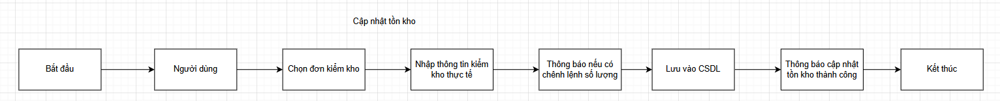 Cập nhật tồn kho
Bắt đầu
Người dùng
Chọn đơn kiểm kho
Nhập thông tin kiểm
kho thực tế
Thông báo nếu có
chênh lệnh số lượng
Lưu vào CSDL
Thông báo cập nhật
tồn kho thành công
Kết thúc